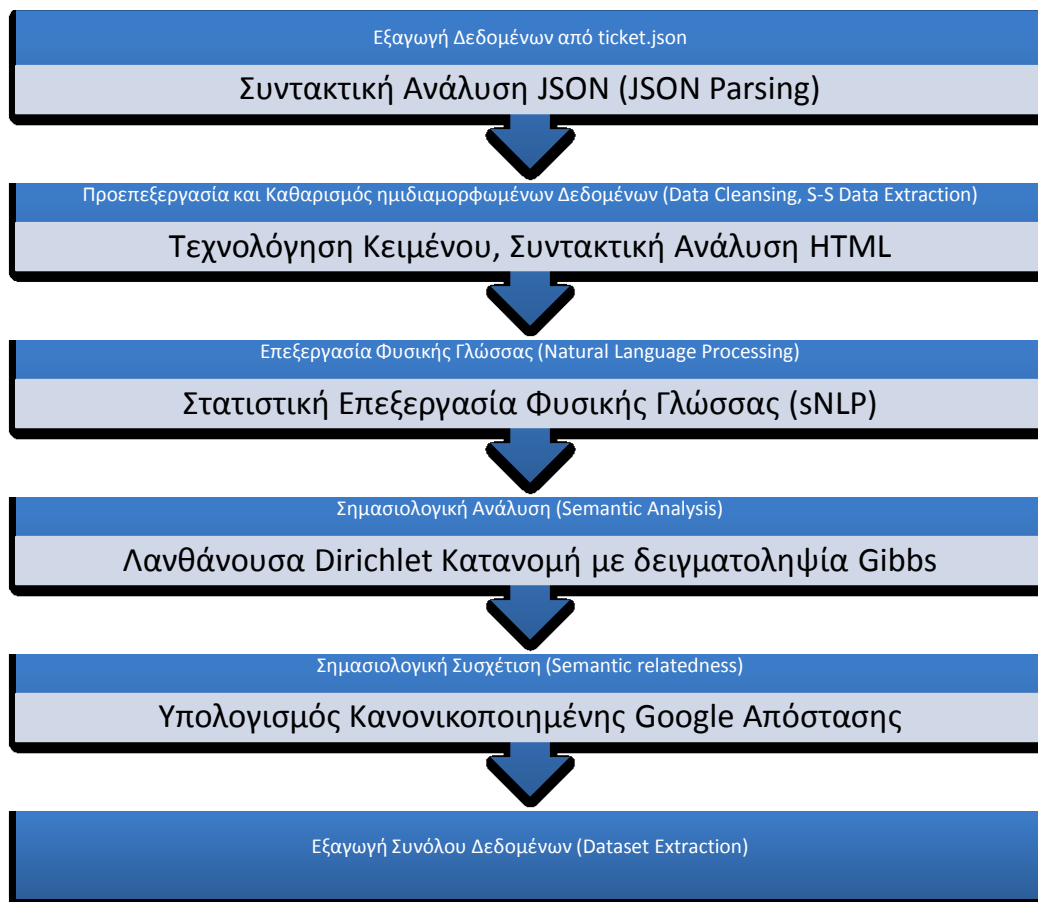 Εξαγωγή Δεδομένων από ticket.json
Συντακτική Ανάλυση JSON (JSON Parsing)
Προεπεξεργασία και Καθαρισμός ημιδιαμορφωμένων Δεδομένων (Data Cleansing, S-S Data Extraction)
Τεχνολόγηση Κειμένου, Συντακτική Ανάλυση HTML
Επεξεργασία Φυσικής Γλώσσας (Natural Language Processing)
Στατιστική Επεξεργασία Φυσικής Γλώσσας (sNLP)
Σημασιολογική Ανάλυση (Semantic Analysis)
Λανθάνουσα Dirichlet Κατανομή με δειγματοληψία Gibbs
Σημασιολογική Συσχέτιση (Semantic relatedness)
Υπολογισμός Κανονικοποιημένης Google Απόστασης
Εξαγωγή Συνόλου Δεδομένων (Dataset Extraction)